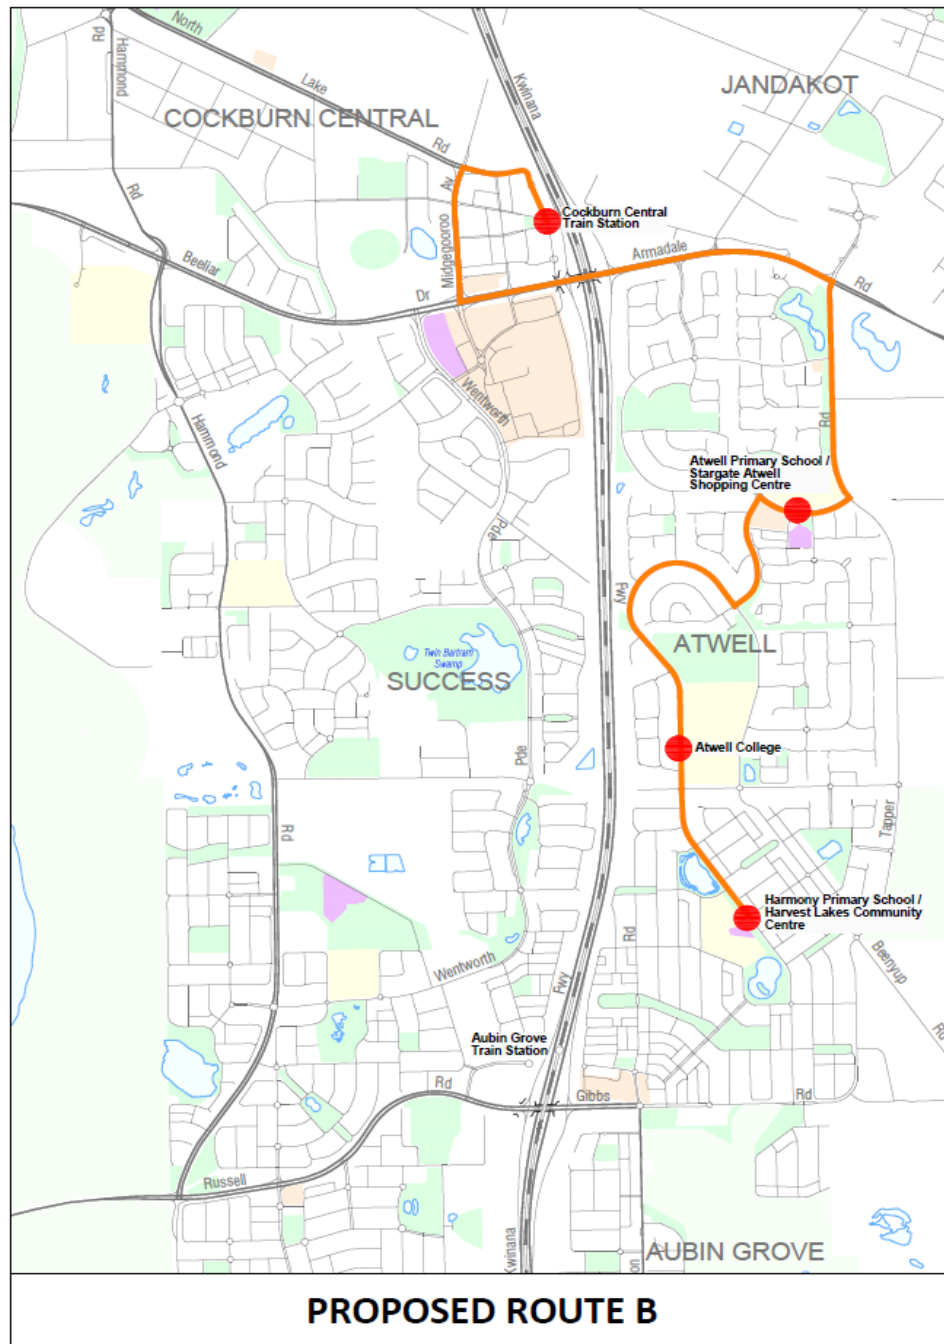 North
Rd
Hammond
Lake
Kwinana
JANDAKOT
COCKBURN CENTRAL
Rd
Rd
Av
Cockburn Central
Train Station
Midgegooroo
Armadale
Beeliar
Dr
Rd
Wentworth
Hammond
Rd
Atwell Primary School /
Stargate Atwell
Shopping Centre
Pde
Fwy
ATWELL
Twin Bartram
Swamp
SUCCESS
Atwell College
Pde
Rd
Tapper
Harmony Primary School /
Harvest Lakes Community
Centre
Rd
Beenyup
Wentworth
Fwy
Rd
Aubin Grove
Train Station
Rd
Gibbs
Rd
Russell
Kwinana
on
AUBIN GROVE
PROPOSED ROUTE B